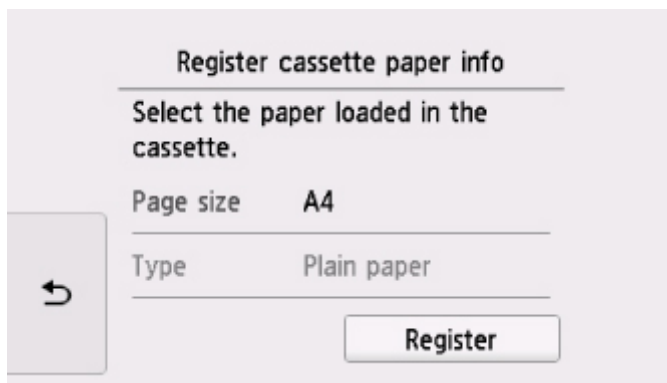 Register cassette paper info
Select the paper loaded in the
cassette.
Page size A4
Type Plain paper
Register